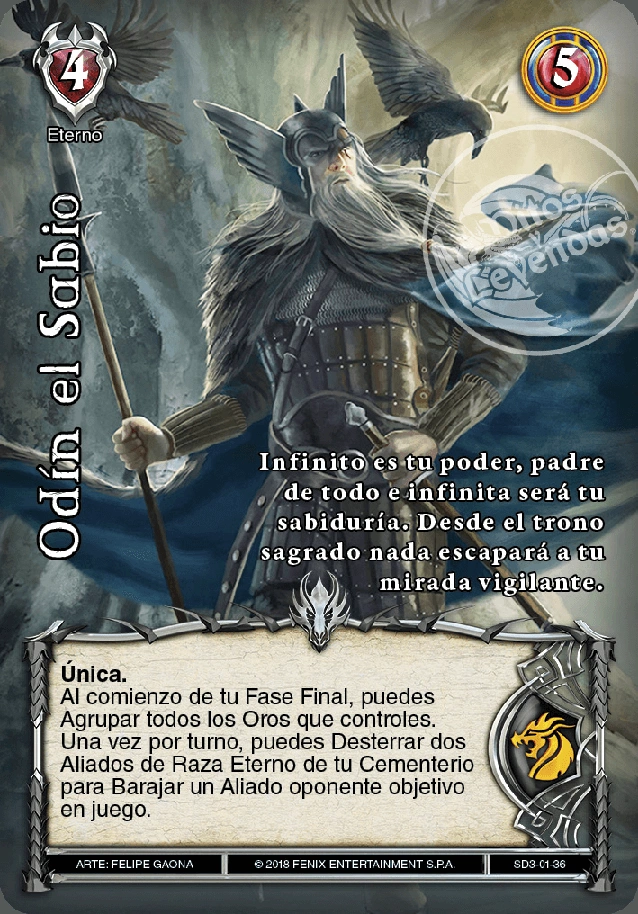 4
5
Eterno
Mitos
Leyendas
Odín el Sabio
Infinito es tu poder, padre
de todo e infinita será tu
sabiduría. Desde el trono
sagrado nada escapará a tu
mirada vigilante.
Única.
Al comienzo de tu Fase Final, puedes
Agrupar todos los Oros que controles.
Una vez por turno, puedes Desterrar dos
Aliados de Raza Eterno de tu Cementerio
para Barajar un Aliado oponente objetivo
en juego.
ARTE: FELIPE GAONA
© 2018 FENIX ENTERTAINMENT S.P.A.
SD3-01-36